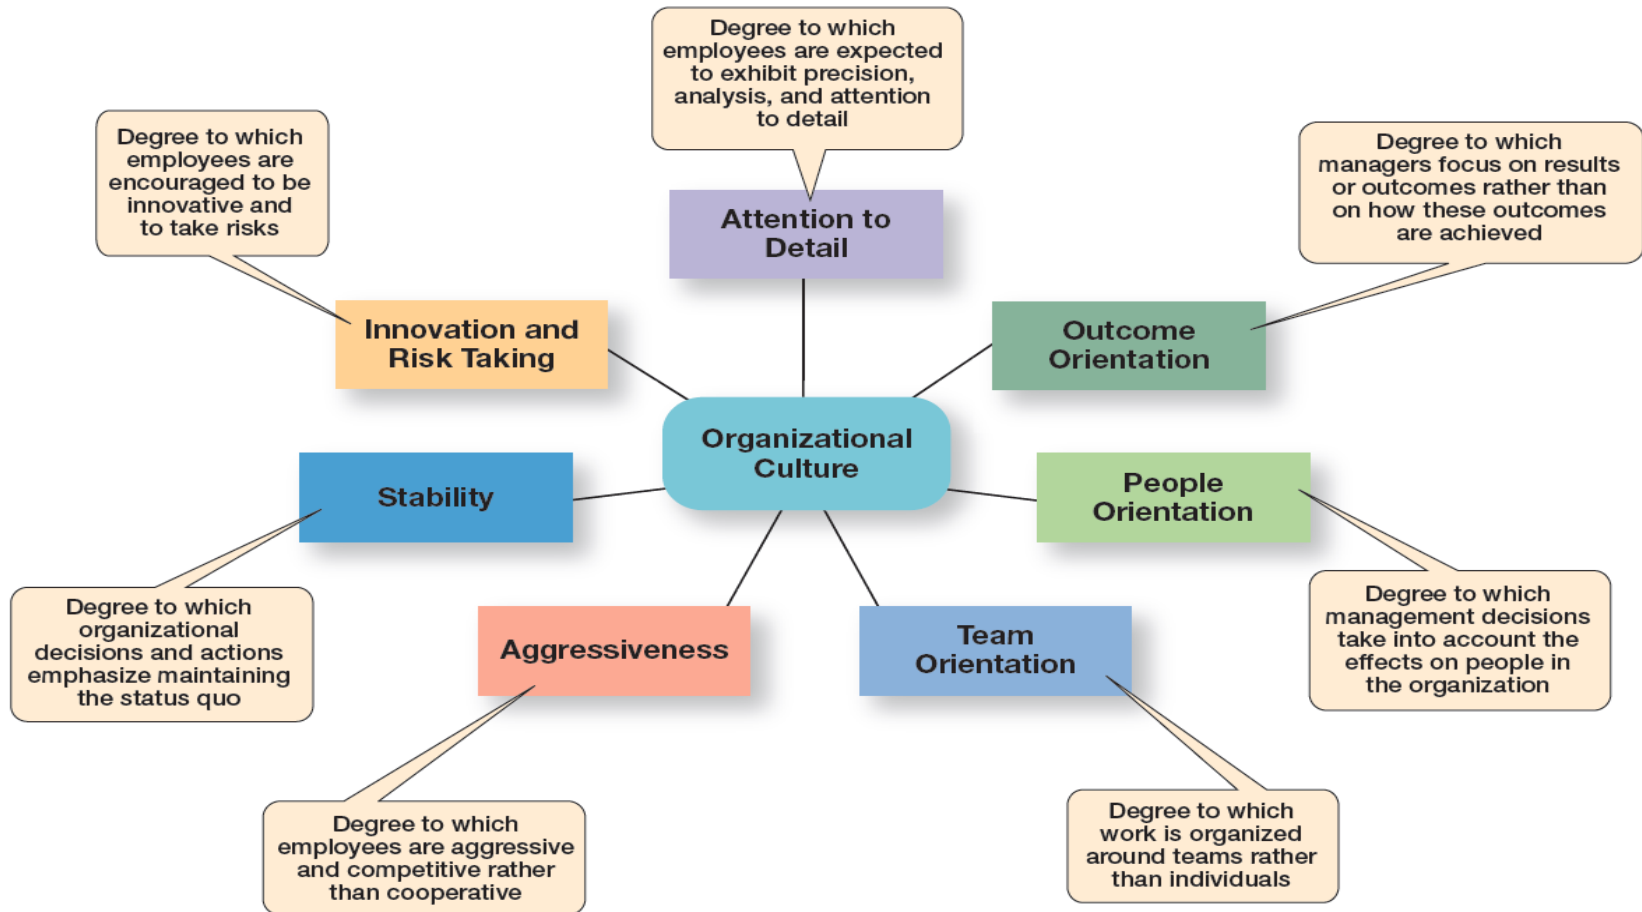 Degree to which
employees are expected
to exhibit precision,
analysis, and attention
to detail
Attention to
Detail
Degree to which
employees are
encouraged to be
innovative and
to take risks
Innovation and
Risk Taking
Degree to which
managers focus on results
or outcomes rather than
on how these outcomes
are achieved
Outcome
Orientation
Organizational
Culture
Stability
Degree to which
organizational
decisions and actions
emphasize maintaining
the status quo
People
Orientation
Degree to which
management decisions
take into account the
effects on people in
the organization
Aggressiveness
Degree to which
employees are aggressive
and competitive rather
than cooperative
Team
Orientation
Degree to which
work is organized
around teams rather
than individuals